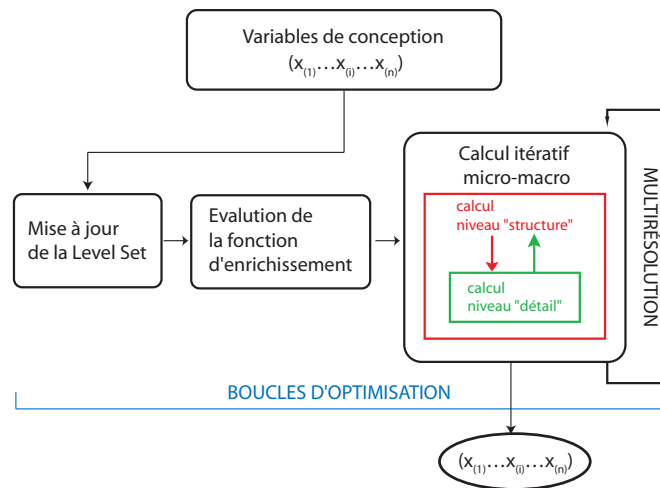 Variables de conception
(x(1)…x(i)…x(n))
Mise à jour
de la Level Set
Evalution de
la fonction
d'enrichissement
Calcul itératif
micro-macro
calcul
niveau "structure"
calcul
niveau "détail"
MULTIRÉSOLUTION
BOUCLES D'OPTIMISATION
(x(1)…x(i)…x(n))